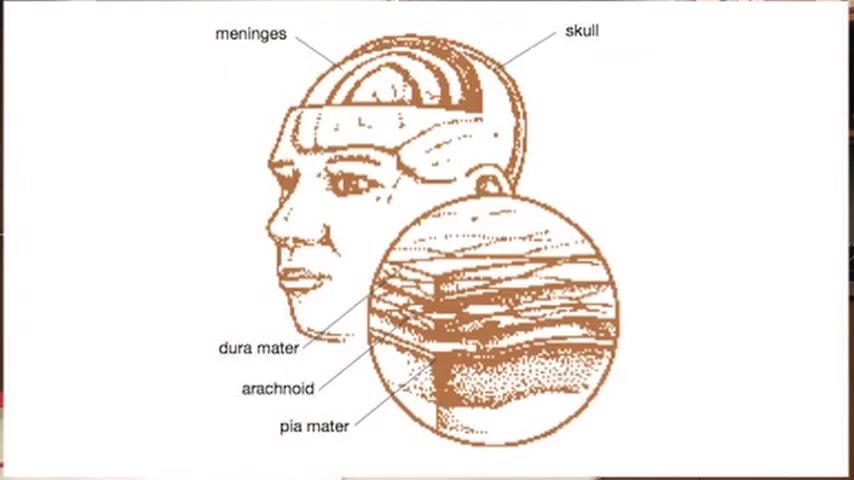 meninges
skull
dura mater
arachnoid
pia mater